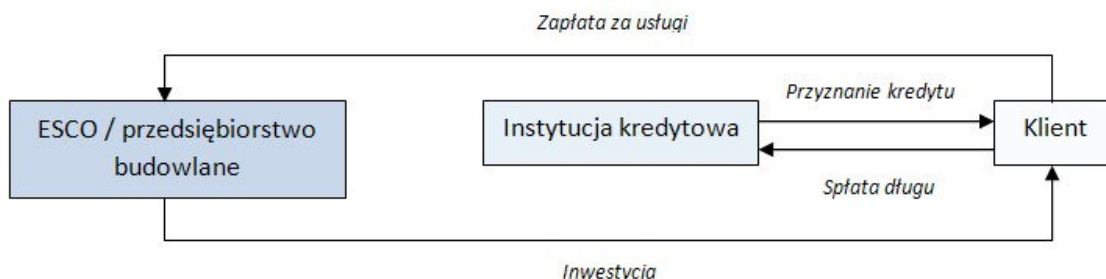 Zapłata za usługi
Przyznanie kredytu
ESCO / przedsiębiorstwo
budowlane
Instytucja kredytowa
Klient
Spłata długu
Inwestycja